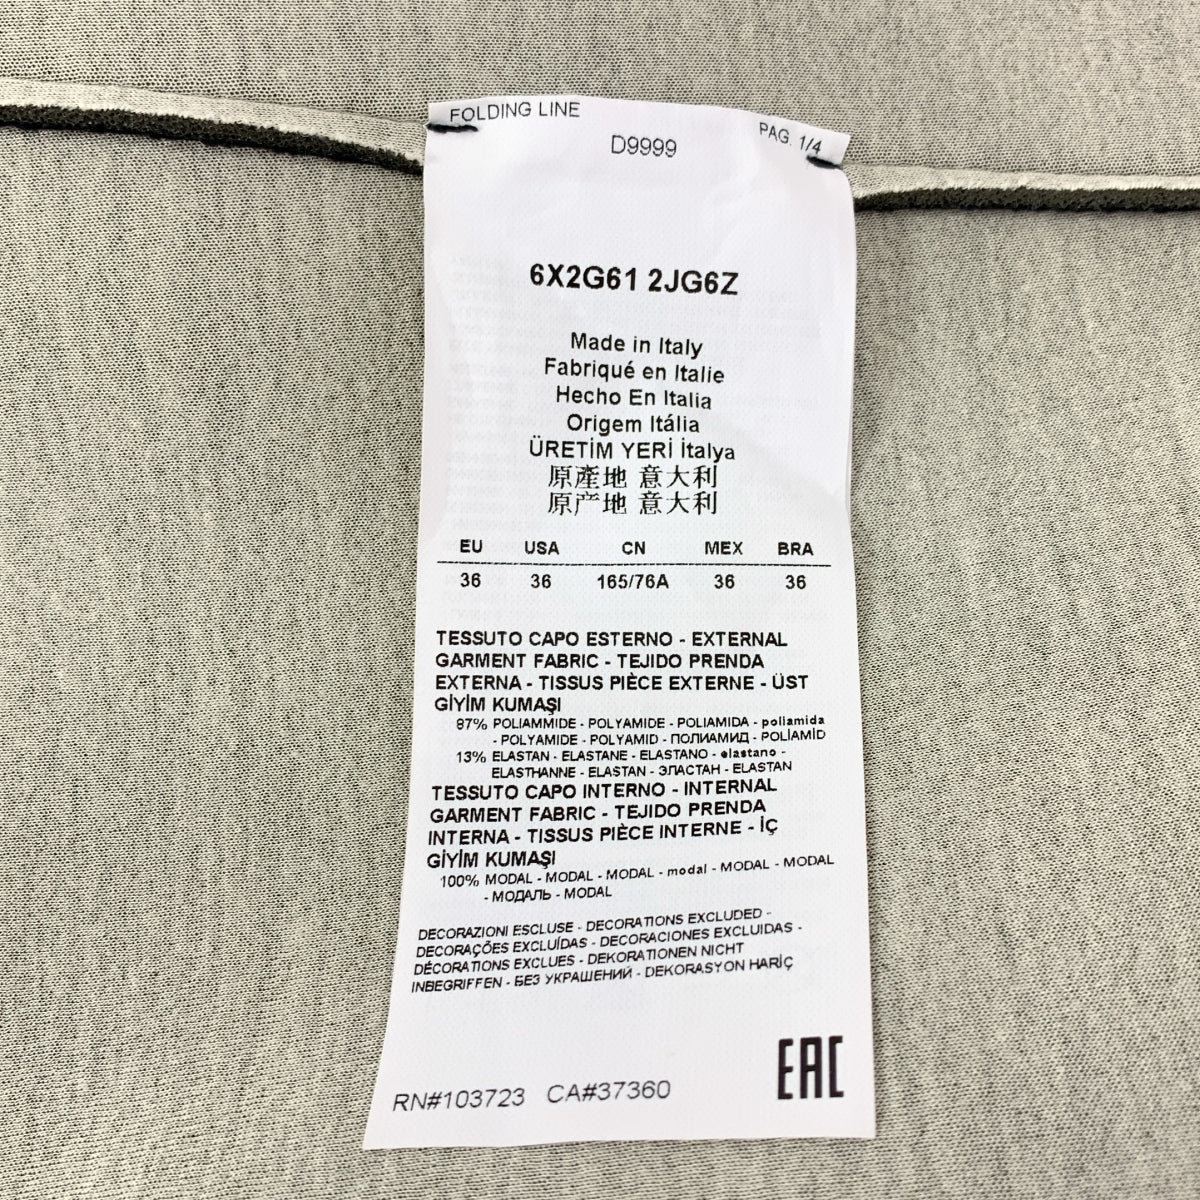 FOLDING LINE
PAG. 1/4
D9999
6X2G61 2JG6Z
Made in Italy
Fabriqué en Italie
Hecho En Italia
Origem Itália
ÜRETİM YERİ İtalya
原產地 意大利
原产地 意大利
EU USA CN MEX BRA
36 36 165/76A 36 36
TESSUTO CAPO ESTERNO - EXTERNAL
GARMENT FABRIC - TEJIDO PRENDA
EXTERNA - TISSUS PIÈCE EXTERNE - ÜST
GİYİM KUMAŞI
87% POLIAMMIDE - POLYAMIDE - POLIAMIDA - poliamida
- POLYAMIDE - POLYAMID - ПОЛИАМИД - POLİAMİD
13% ELASTAN - ELASTANE - ELASTANO - elastano -
ELASTHANNE - ELASTAN - ЭЛАСТАН - ELASTAN
TESSUTO CAPO INTERNO - INTERNAL
GARMENT FABRIC - TEJIDO PRENDA
INTERNA - TISSUS PIÈCE INTERNE - İÇ
GİYİM KUMAŞI
100% MODAL - MODAL - MODAL - modal - MODAL - MODAL
- МОДАЛЬ - MODAL
DECORAZIONI ESCLUSE - DECORATIONS EXCLUDED -
DECORAÇÕES EXCLUÍDAS - DECORACIONES EXCLUIDAS -
DÉCORATIONS EXCLUES - DEKORATIONEN NICHT
INBEGRIFFEN - БЕЗ УКРАШЕНИЙ - DEKORASYON HARİÇ
EAC
RN#103723 CA#37360